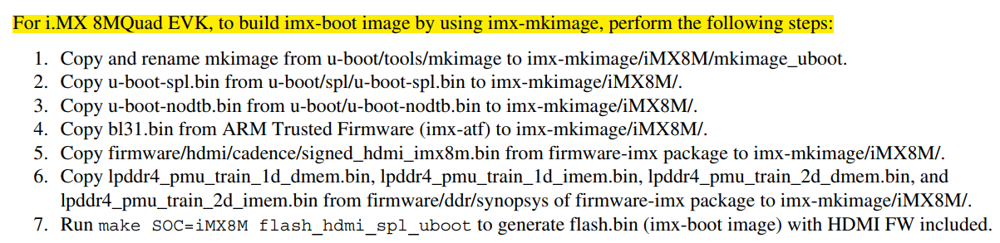 For i.MX 8MQuad EVK, to build imx-boot image by using imx-mkimage, perform the following steps:
1. Copy and rename mkimage from u-boot/tools/mkimage to imx-mkimage/iMX8M/mkimage_uboot.
2. Copy u-boot-spl.bin from u-boot/spl/u-boot-spl.bin to imx-mkimage/iMX8M/.
3. Copy u-boot-nodtb.bin from u-boot/u-boot-nodtb.bin to imx-mkimage/iMX8M/.
4. Copy bl31.bin from ARM Trusted Firmware (imx-atf) to imx-mkimage/iMX8M/.
5. Copy firmware/hdmi/cadence/signed_hdmi_imx8m.bin from firmware-imx package to imx-mkimage/iMX8M/.
6. Copy lpddr4_pmu_train_1d_dmem.bin, lpddr4_pmu_train_1d_imem.bin, lpddr4_pmu_train_2d_dmem.bin, and
lpddr4_pmu_train_2d_imem.bin from firmware/ddr/synopsys of firmware-imx package to imx-mkimage/iMX8M/.
7. Run make SOC=iMX8M flash_hdmi_spl_uboot to generate flash.bin (imx-boot image) with HDMI FW included.